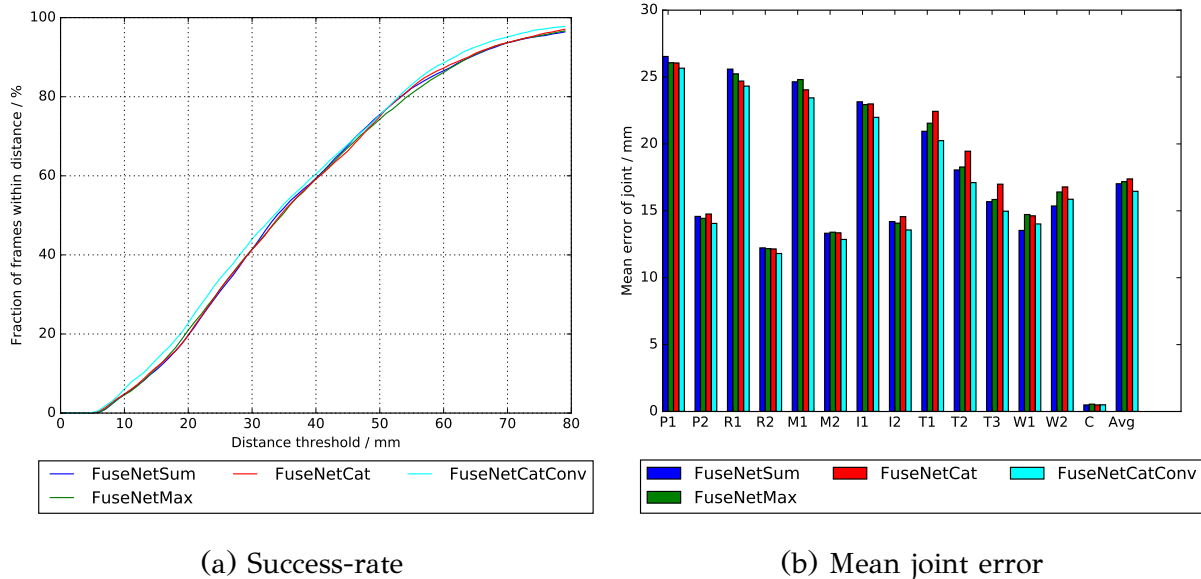 100
80
60
40
20
0
0 10 20 30 40 50 60 70 80
Fraction of frames within distance / %
Distance threshold / mm
FuseNetSum FuseNetCat FuseNetCatConv
FuseNetMax
(a) Success-rate
30
25
20
15
10
5
0
P1 P2 R1 R2 M1 M2 I1 I2 T1 T2 T3 W1 W2 C Avg
Mean error of joint / mm
FuseNetSum FuseNetCat FuseNetCatConv
FuseNetMax
(b) Mean joint error